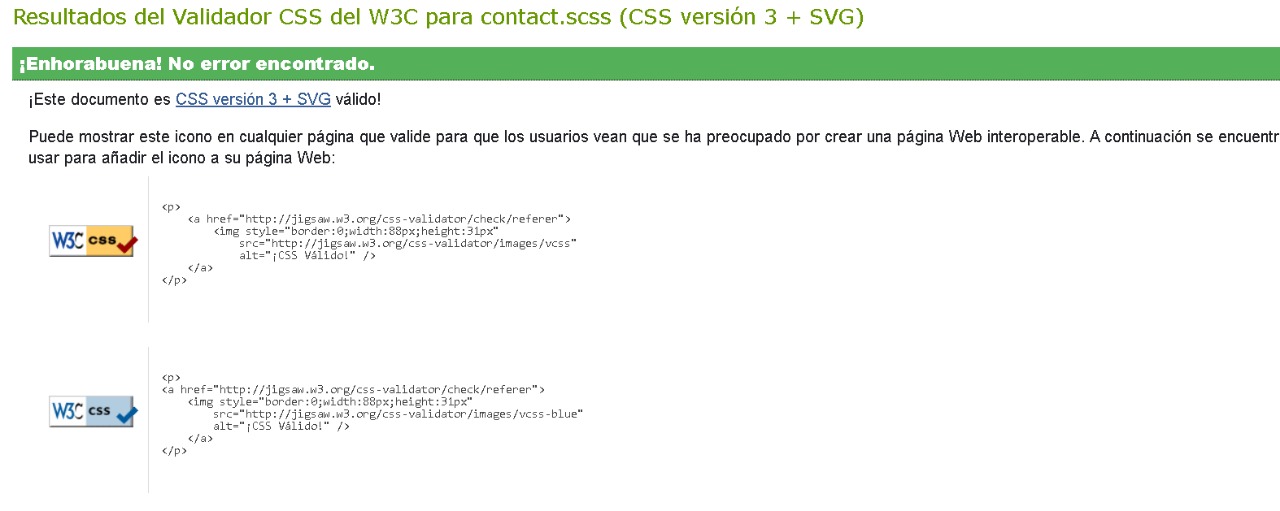 Resultados del Validador CSS del W3C para contact.scss (CSS versión 3 + SVG)
¡Enhorabuena! No error encontrado.
¡Este documento es CSS versión 3 + SVG válido!
Puede mostrar este icono en cualquier página que valide para que los usuarios vean que se ha preocupado por crear una página Web interoperable. A continuación se encuentr
usar para añadir el icono a su página Web:
W3C css
<p>
<a href="http://jigsaw.w3.org/css-validator/check/referer">
<img style="border:0;width:88px;height:31px"
src="http://jigsaw.w3.org/css-validator/images/vcss"
alt="¡CSS Válido!" />
</a>
</p>
W3C css
<p>
<a href="http://jigsaw.w3.org/css-validator/check/referer">
<img style="border:0;width:88px;height:31px"
src="http://jigsaw.w3.org/css-validator/images/vcss-blue"
alt="¡CSS Válido!" />
</a>
</p>